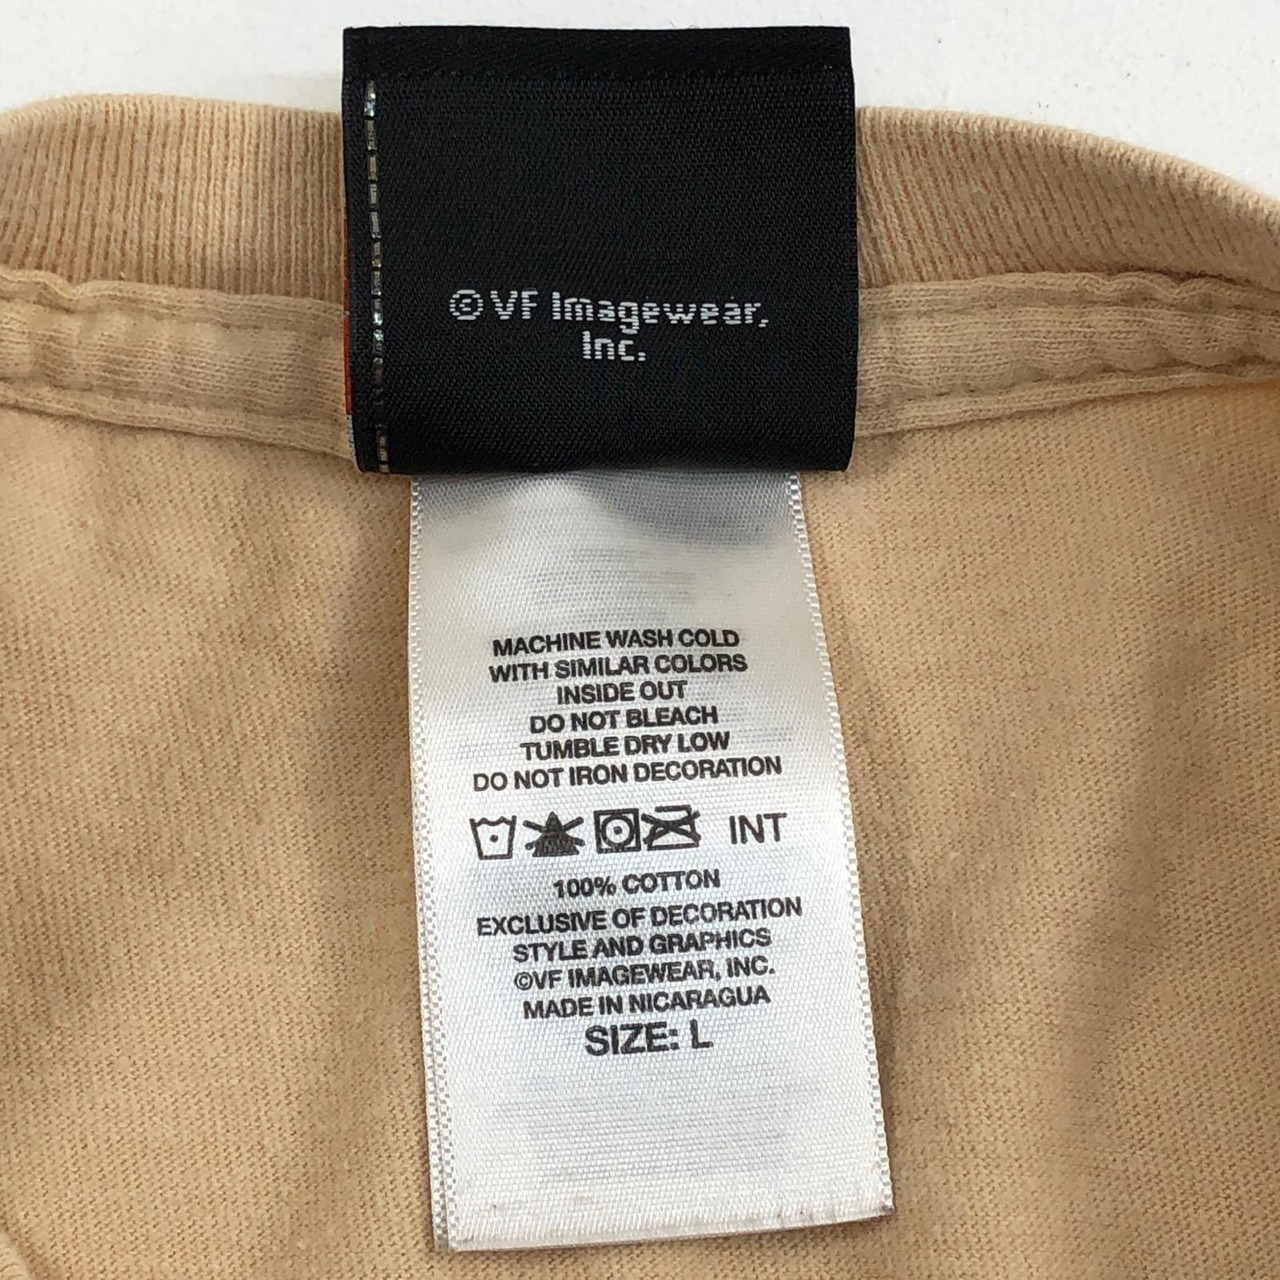 © VF Imagewear,
Inc.
MACHINE WASH COLD
WITH SIMILAR COLORS
INSIDE OUT
DO NOT BLEACH
TUMBLE DRY LOW
DO NOT IRON DECORATION
INT
100% COTTON
EXCLUSIVE OF DECORATION
STYLE AND GRAPHICS
©VF IMAGEWEAR, INC.
MADE IN NICARAGUA
SIZE: L